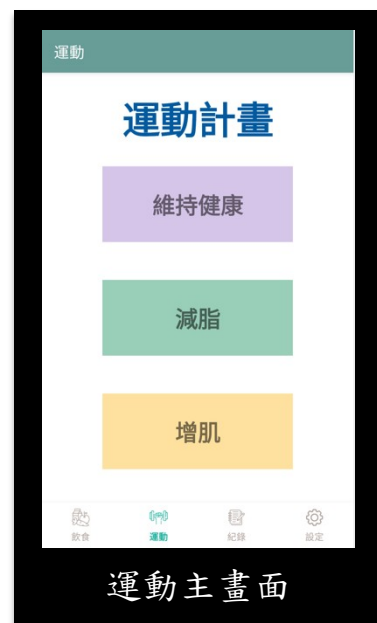 運動
運動計畫
維持健康
減脂
增肌
飲食 運動 紀錄 設定
運動主畫面